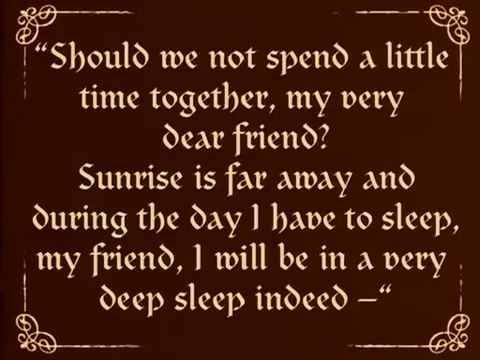 “Should we not spend a little
time together, my very
dear friend?
Sunrise is far away and
during the day I have to sleep,
my friend, I will be in a very
deep sleep indeed –“